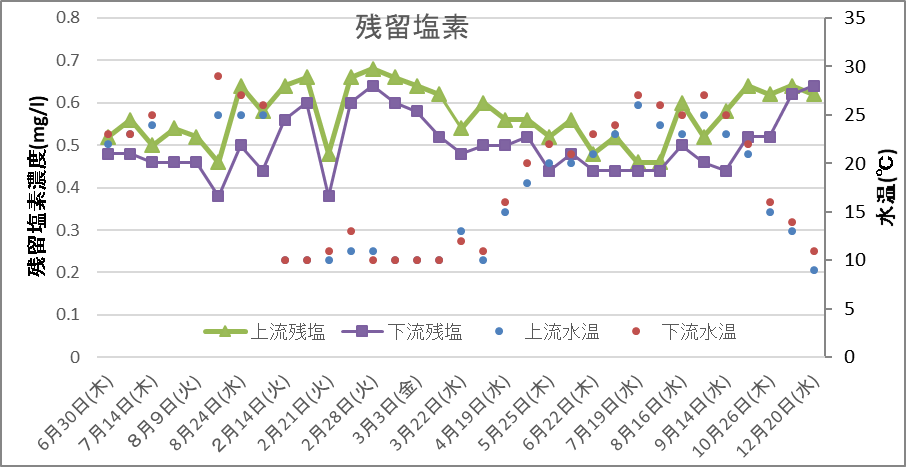 残留塩素
残留塩素濃度(mg/l)
0.8
0.7
0.6
0.5
0.4
0.3
0.2
0.1
0
35
30
25
20
15
10
5
0
水温(℃)
上流残塩 下流残塩 上流水温 下流水温
6月30日(木)
7月14日(木)
8月9日(火)
8月24日(水)
2月14日(火)
2月21日(火)
2月28日(火)
3月3日(金)
3月22日(水)
4月19日(水)
5月25日(木)
6月22日(木)
7月19日(水)
8月16日(水)
9月14日(水)
10月26日(木)
12月20日(水)